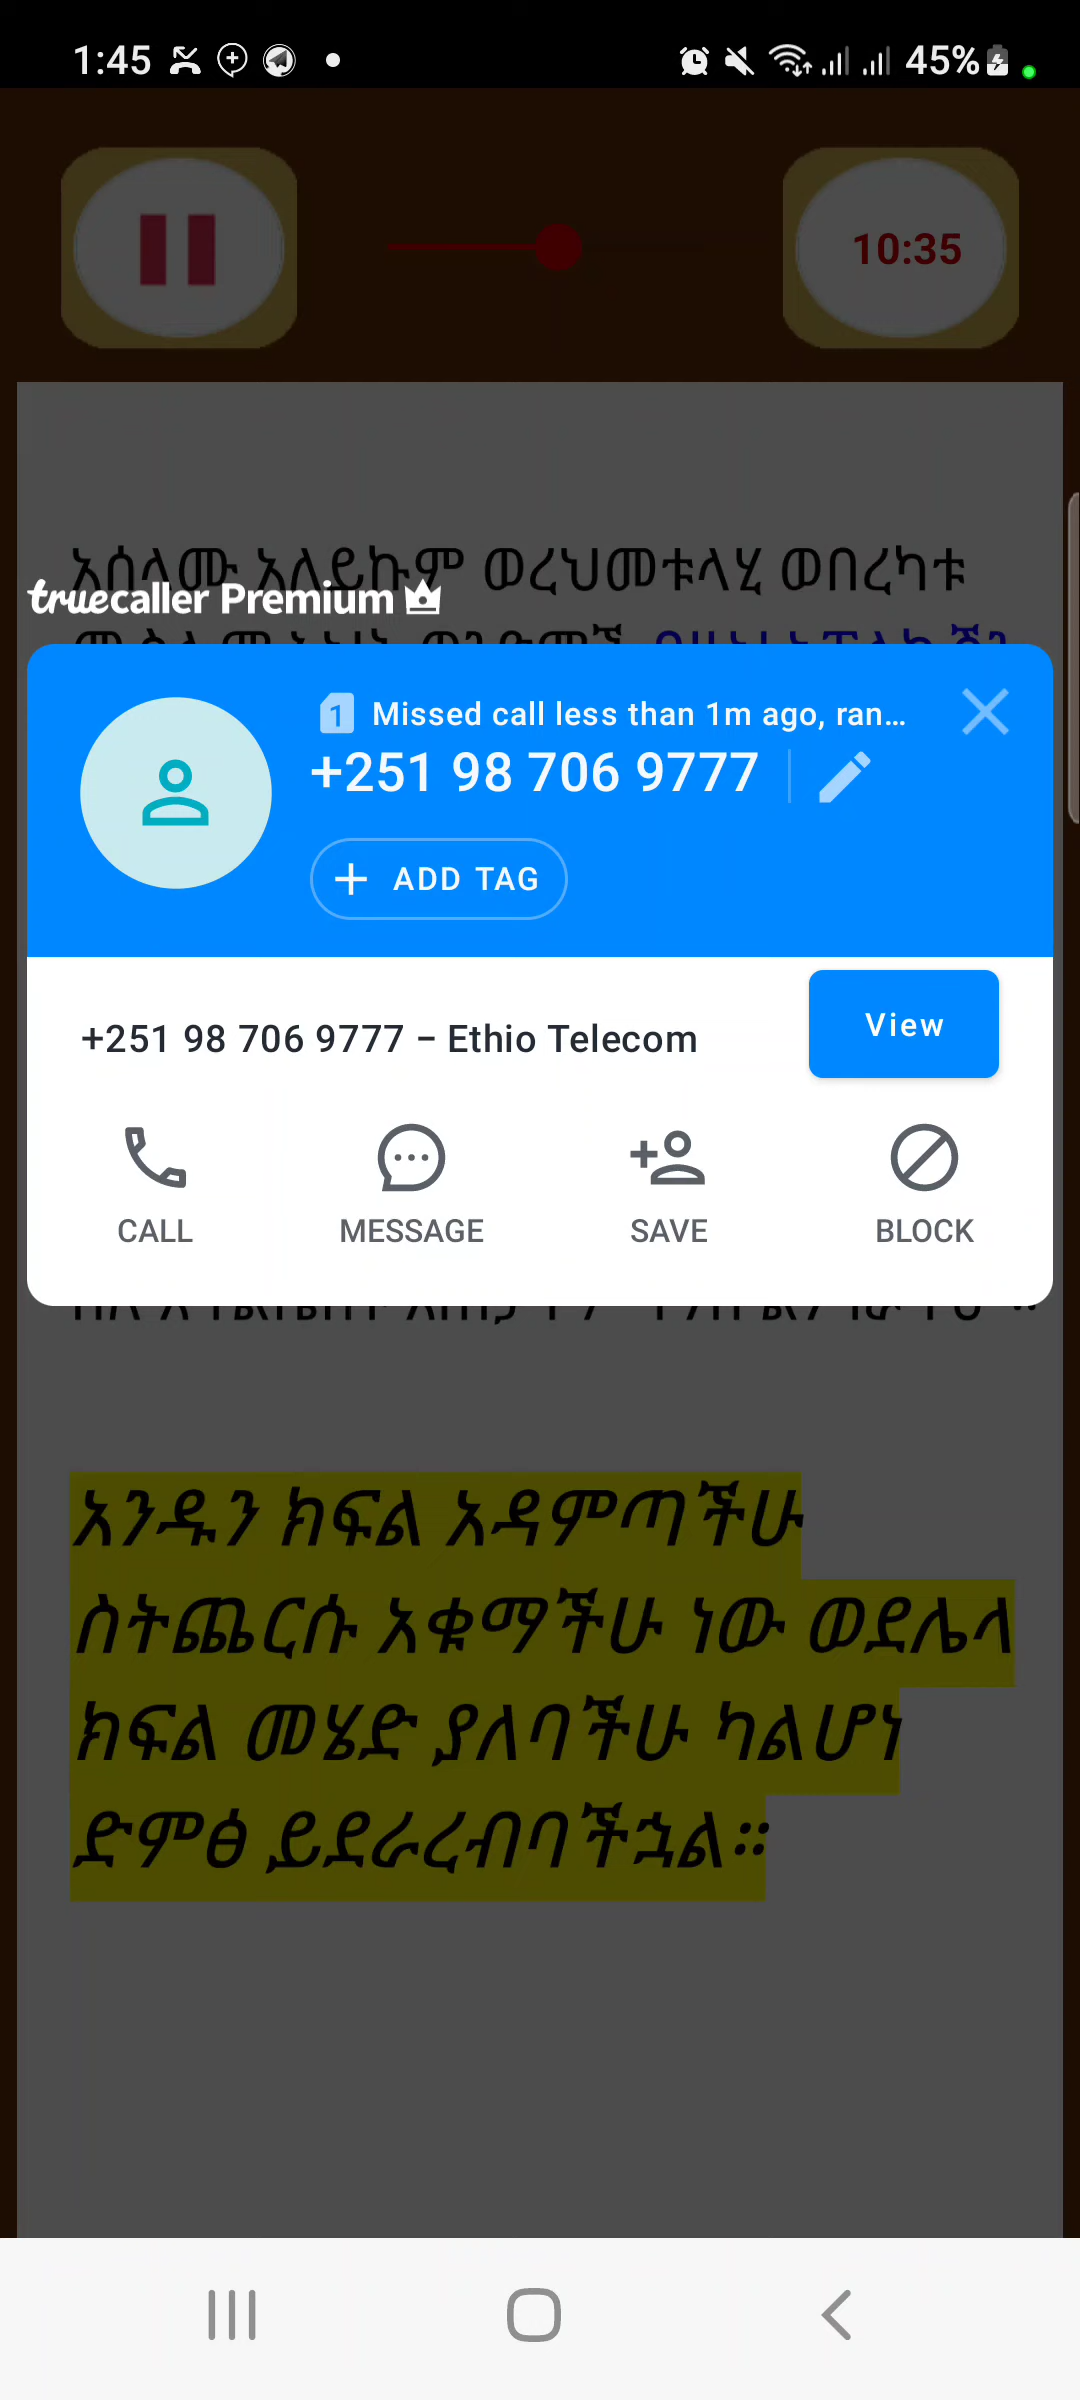 1:45
45%
10:35
አሰላሙ አለይኩም ወረህመቱላሂ ወበረካቱ
truecaller Premium
1 Missed call less than 1m ago, ran...
+251 98 706 9777
+ ADD TAG
+251 98 706 9777 – Ethio Telecom
View
CALL MESSAGE SAVE BLOCK
አንዱን ክፍል አዳምጣችሁ
ስትጨርሱ አቁማችሁ ነው ወደሌላ
ክፍል መሄድ ያለባችሁ ካልሆነ
ድምፅ ይደራረብባችኋል።